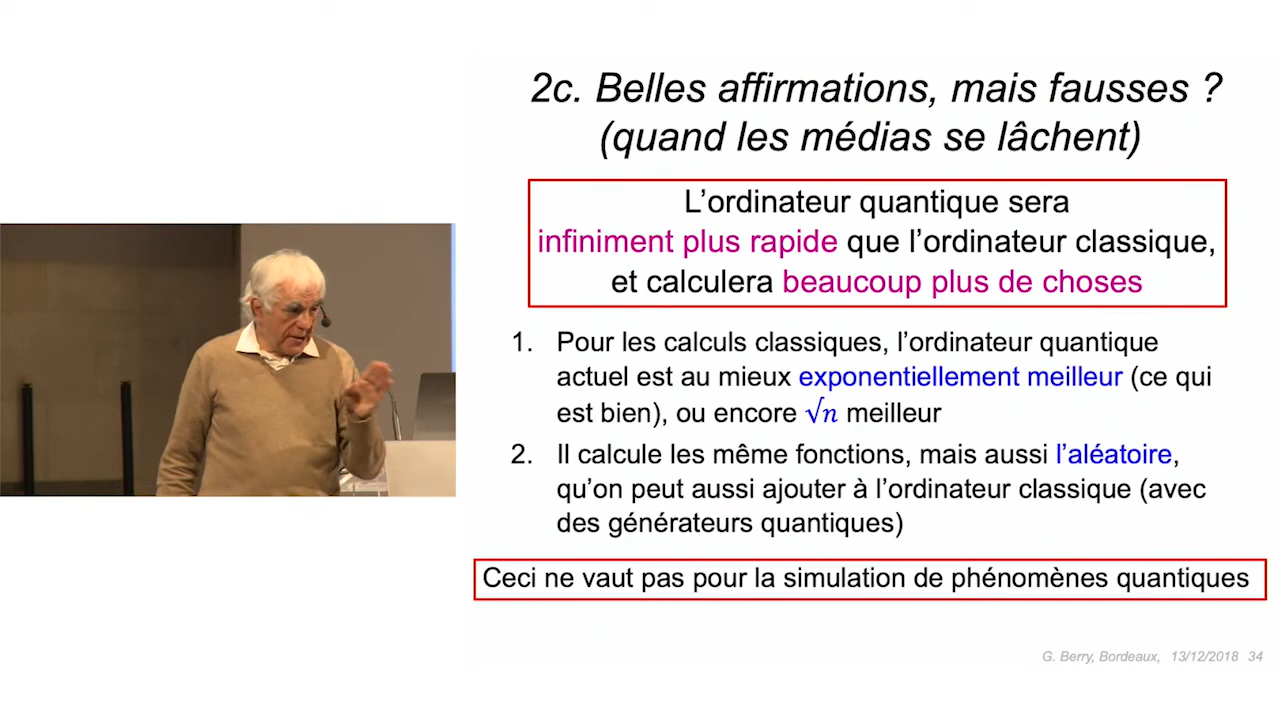 2c. Belles affirmations, mais fausses ?
(quand les médias se lâchent)
L’ordinateur quantique sera
infiniment plus rapide que l’ordinateur classique,
et calculera beaucoup plus de choses
1. Pour les calculs classiques, l’ordinateur quantique
actuel est au mieux exponentiellement meilleur (ce qui
est bien), ou encore √n meilleur
2. Il calcule les même fonctions, mais aussi l’aléatoire,
qu’on peut aussi ajouter à l’ordinateur classique (avec
des générateurs quantiques)
Ceci ne vaut pas pour la simulation de phénomènes quantiques
G. Berry, Bordeaux, 13/12/2018 34